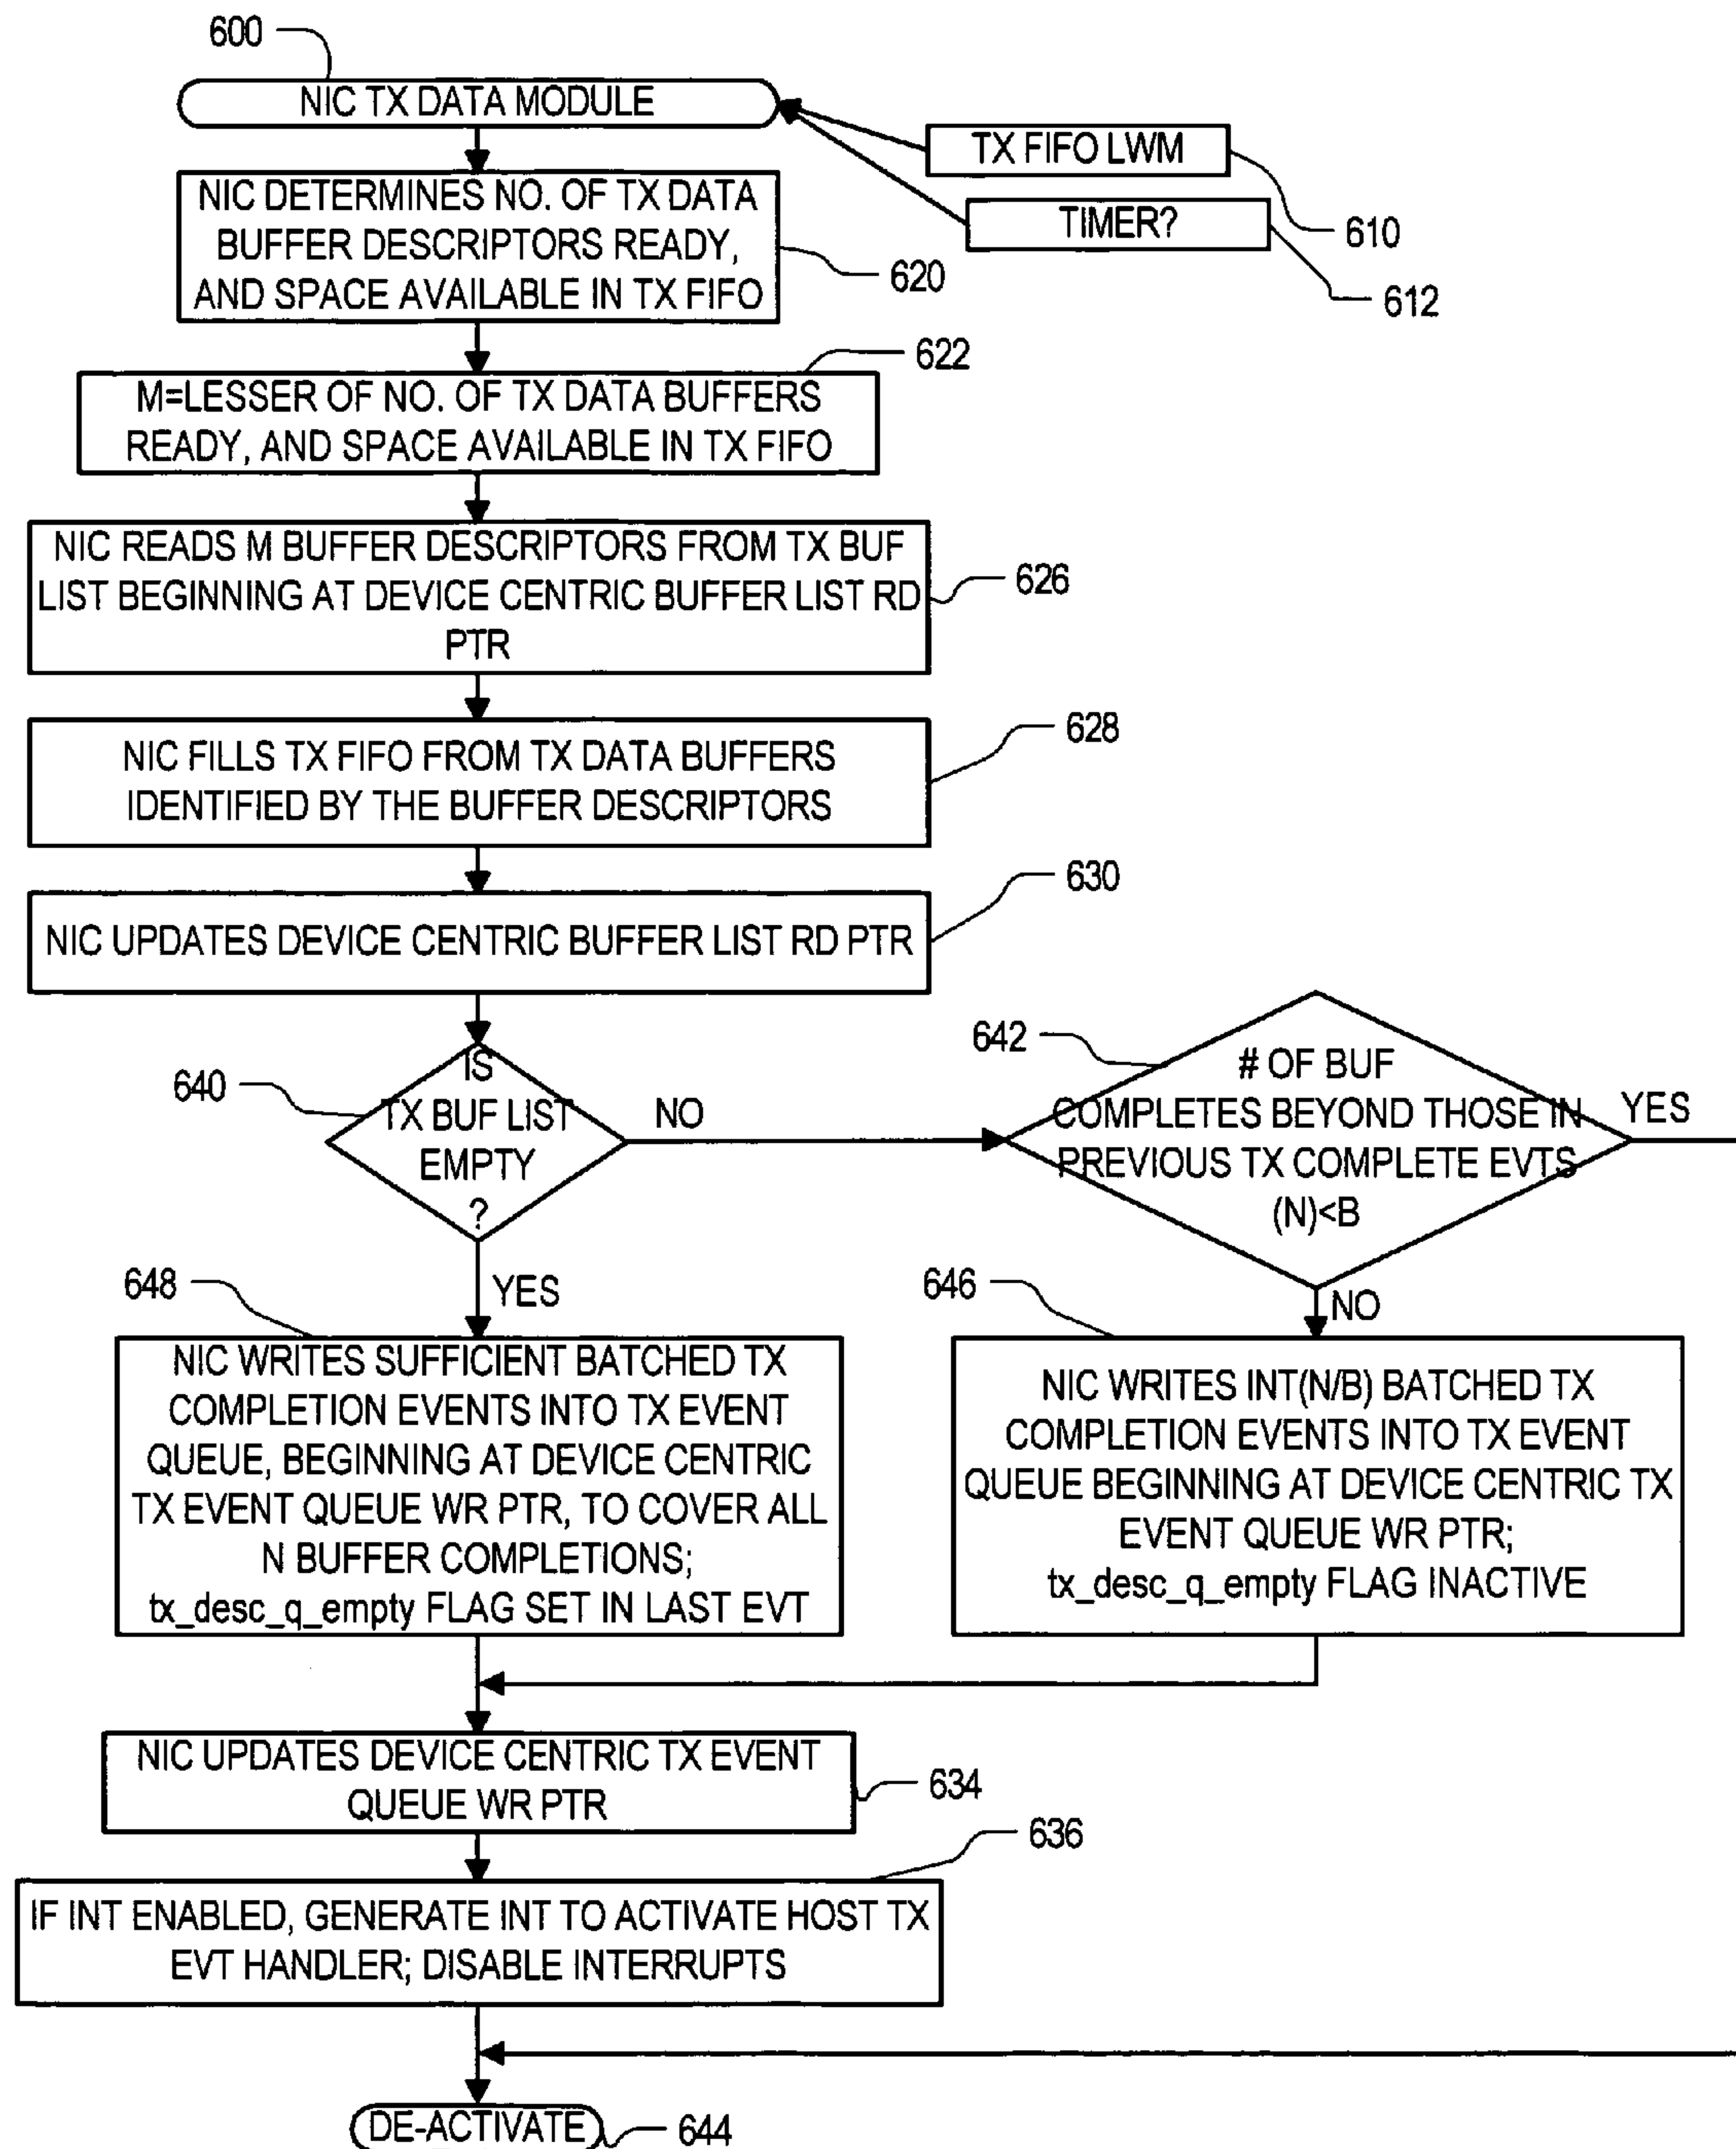 600
NIC TX DATA MODULE
TX FIFO LWM
610
TIMER?
612
NIC DETERMINES NO. OF TX DATA
BUFFER DESCRIPTORS READY,
AND SPACE AVAILABLE IN TX FIFO
620
622
M=LESSER OF NO. OF TX DATA BUFFERS
READY, AND SPACE AVAILABLE IN TX FIFO
NIC READS M BUFFER DESCRIPTORS FROM TX BUF
LIST BEGINNING AT DEVICE CENTRIC BUFFER LIST RD
PTR
626
NIC FILLS TX FIFO FROM TX DATA BUFFERS
IDENTIFIED BY THE BUFFER DESCRIPTORS
628
630
NIC UPDATES DEVICE CENTRIC BUFFER LIST RD PTR
640
IS
TX BUF LIST
EMPTY
?
NO
YES
642
# OF BUF
COMPLETES BEYOND THOSE IN
PREVIOUS TX COMPLETE EVTS
(N)<B
YES
NO
648
NIC WRITES SUFFICIENT BATCHED TX
COMPLETION EVENTS INTO TX EVENT
QUEUE, BEGINNING AT DEVICE CENTRIC
TX EVENT QUEUE WR PTR, TO COVER ALL
N BUFFER COMPLETIONS;
tx_desc_q_empty FLAG SET IN LAST EVT
646
NIC WRITES INT(N/B) BATCHED TX
COMPLETION EVENTS INTO TX EVENT
QUEUE BEGINNING AT DEVICE CENTRIC TX
EVENT QUEUE WR PTR;
tx_desc_q_empty FLAG INACTIVE
NIC UPDATES DEVICE CENTRIC TX EVENT
QUEUE WR PTR
634
636
IF INT ENABLED, GENERATE INT TO ACTIVATE HOST TX
EVT HANDLER; DISABLE INTERRUPTS
DE-ACTIVATE
644